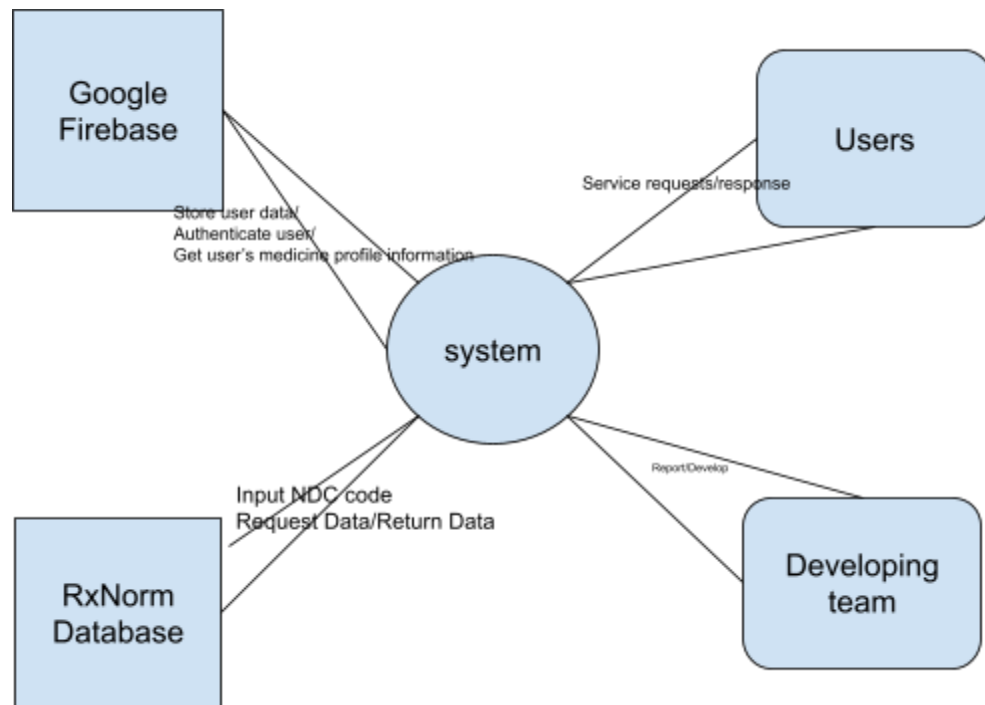 Google
Firebase
Users
Service requests/response
Store user data/
Authenticate user/
Get user's medicine profile information
system
Report/Develop
Input NDC code
Request Data/Return Data
RxNorm
Database
Developing
team